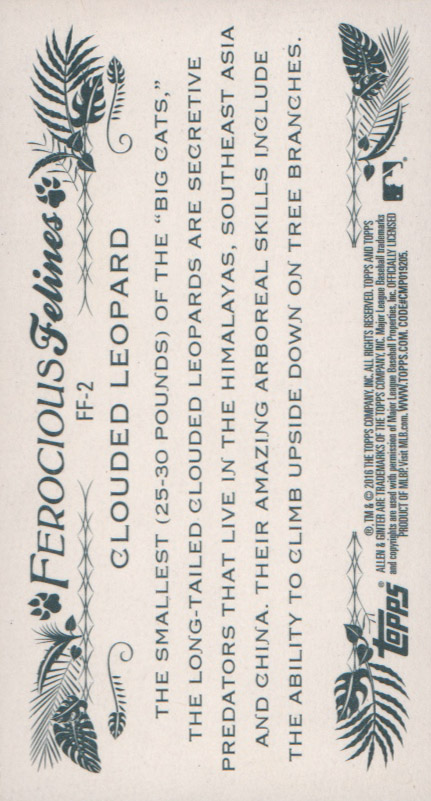 FEROCIOUS Felines
FF-2
CLOUDED LEOPARD
THE SMALLEST (25-30 POUNDS) OF THE "BIG CATS,"
THE LONG-TAILED CLOUDED LEOPARDS ARE SECRETIVE
PREDATORS THAT LIVE IN THE HIMALAYAS, SOUTHEAST ASIA
AND CHINA. THEIR AMAZING ARBOREAL SKILLS INCLUDE
THE ABILITY TO CLIMB UPSIDE DOWN ON TREE BRANCHES.
topps®
®, TM & © 2016 THE TOPPS COMPANY, INC. ALL RIGHTS RESERVED. TOPPS AND TOPPS
ALLEN & GINTER ARE TRADEMARKS OF THE TOPPS COMPANY, INC. Major League Baseball trademarks
and copyrights are used with permission of Major League Baseball Properties, Inc. OFFICIALLY LICENSED
PRODUCT OF MLBP. Visit MLB.com. WWW.TOPPS.COM. CODE#CMP019205.